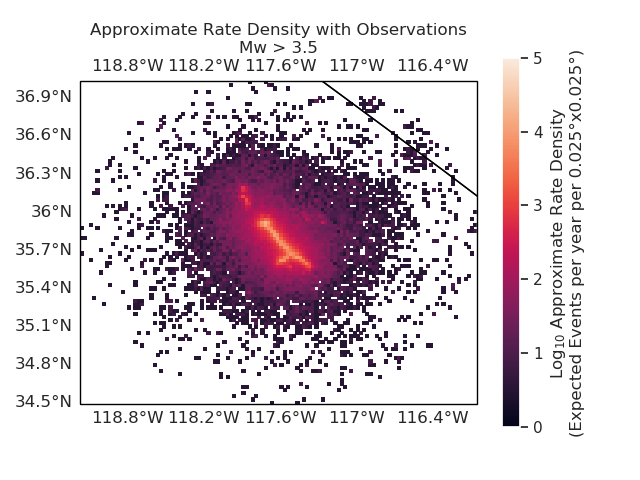 Approximate Rate Density with Observations
Mw > 3.5
118.8°W 118.2°W 117.6°W 117°W 116.4°W
36.9°N
36.6°N
36.3°N
36°N
35.7°N
35.4°N
35.1°N
34.8°N
34.5°N
118.8°W 118.2°W 117.6°W 117°W 116.4°W
5
4
3
2
1
0
Log₁₀ Approximate Rate Density
(Expected Events per year per 0.025°x0.025°)